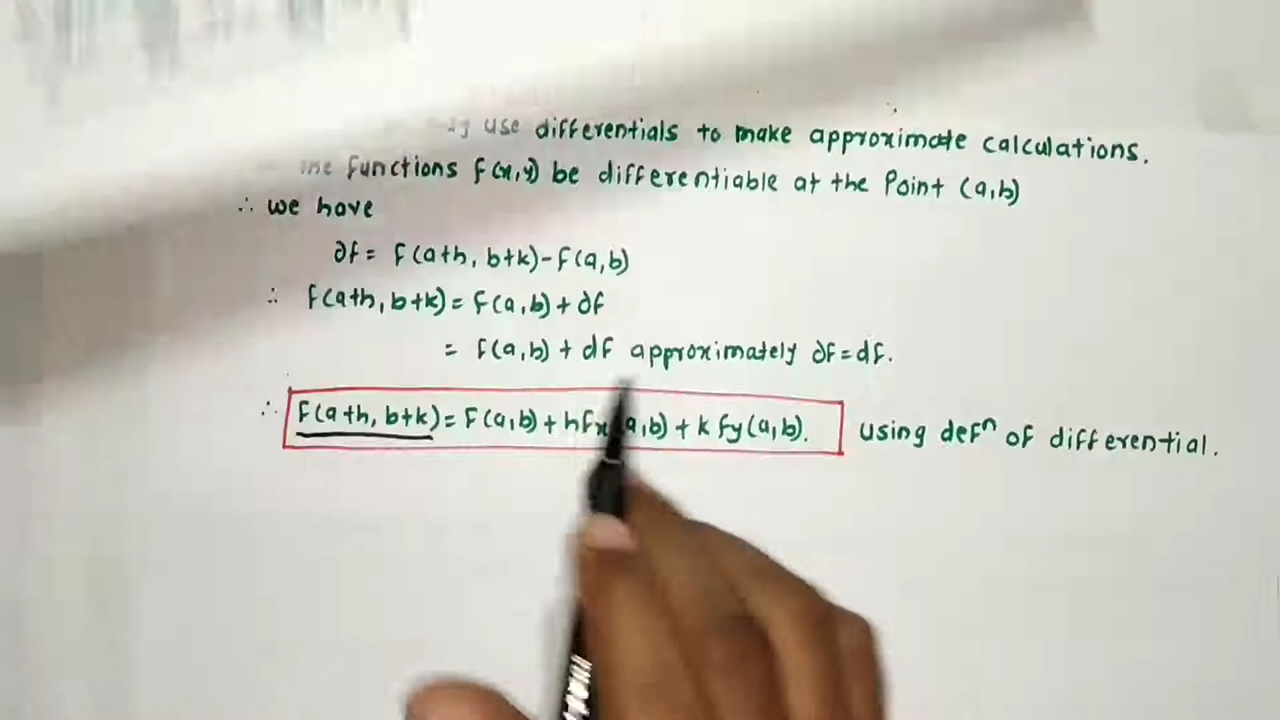 use differentials to make approximate calculations.
functions f(x,y) be differentiable at the Point (a,b)
∴ we have
∂f = f(a+h, b+k)-f(a,b)
∴ f(a+h, b+k) = f(a,b) + ∂f
= f(a,b) + df approximately ∂f = df.
∴ f(a+h, b+k) = f(a,b) + hfx(a,b) + k fy(a,b). using defⁿ of differential.